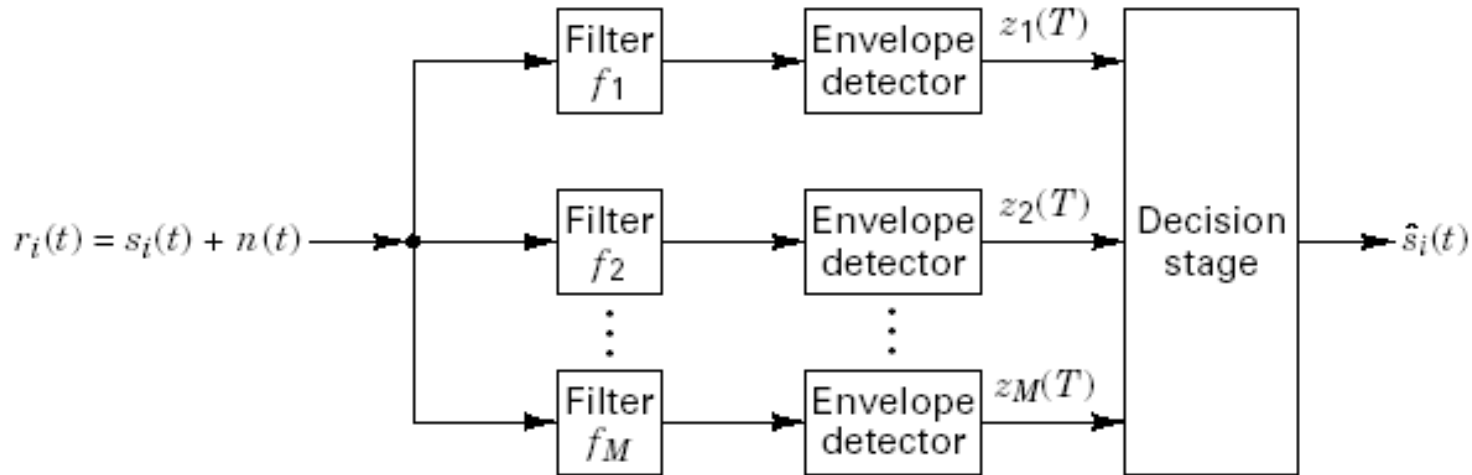 Filter
f1
Envelope
detector
z1(T)
ri(t) = si(t) + n(t)
Filter
f2
Envelope
detector
z2(T)
Decision
stage
ŝi(t)
Filter
fM
Envelope
detector
zM(T)